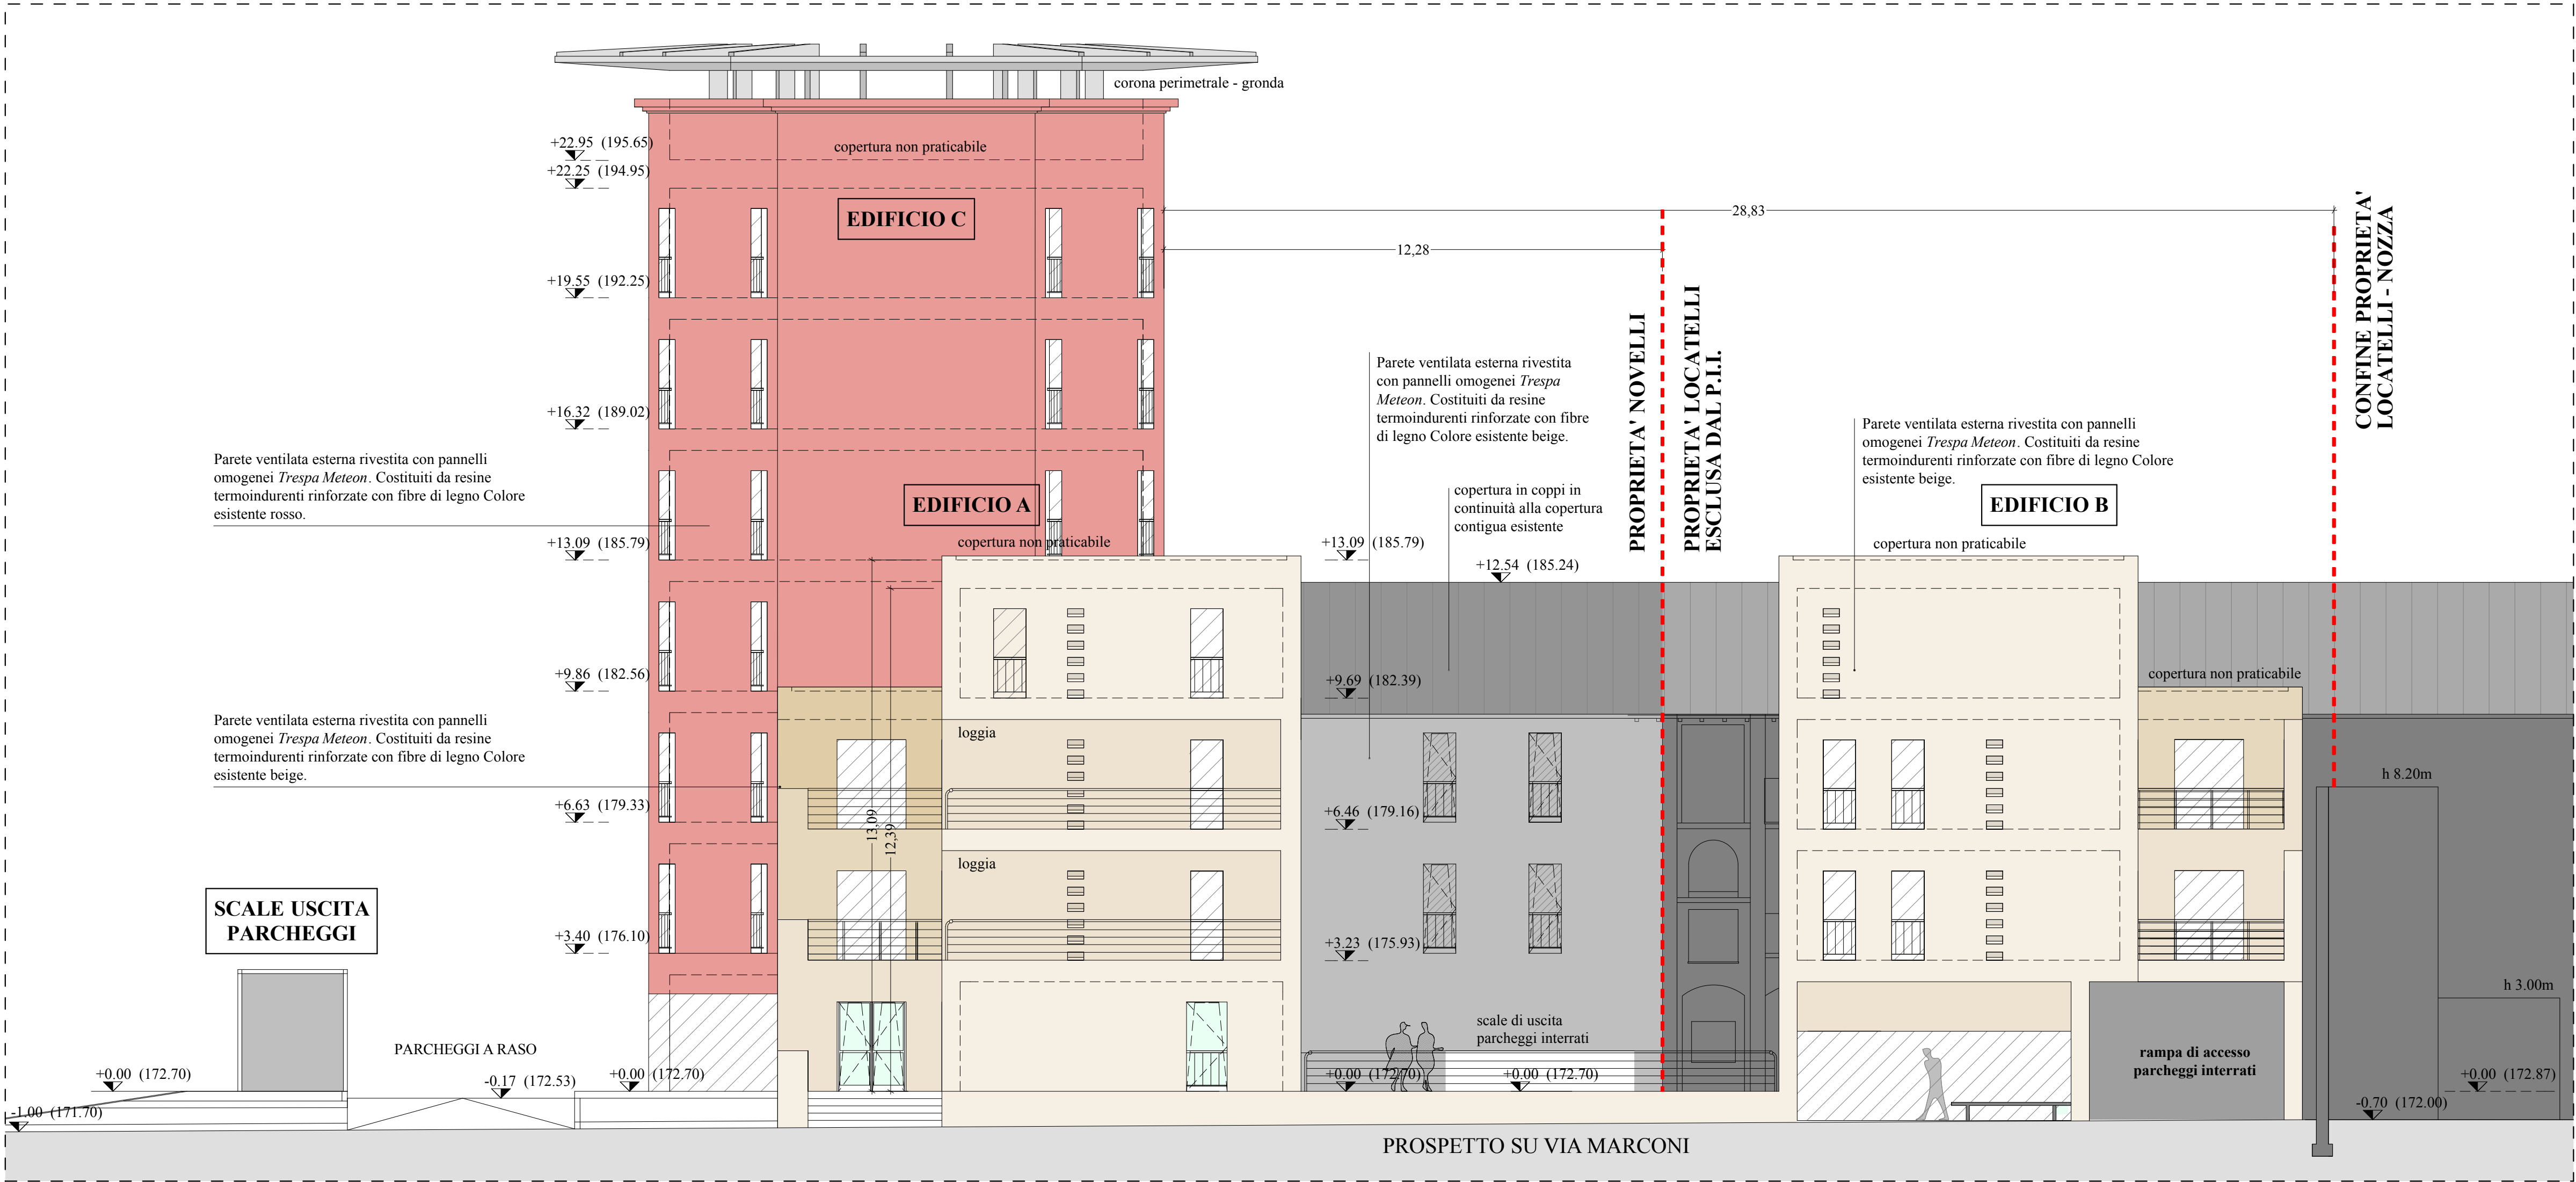 corona perimetrale - gronda
+22.95 (195.65)
copertura non praticabile
+22.25 (194.95)
EDIFICIO C
28,83
12,28
+19.55 (192.25)
CONFINE PROPRIETA'
LOCATELLI - NOZZA
PROPRIETA' NOVELLI
PROPRIETA' LOCATELLI
ESCLUSA DAL P.I.I.
+16.32 (189.02)
Parete ventilata esterna rivestita
con pannelli omogenei Trespa
Meteon. Costituiti da resine
termoindurenti rinforzate con fibre
di legno Colore esistente beige.
Parete ventilata esterna rivestita con pannelli
omogenei Trespa Meteon. Costituiti da resine
termoindurenti rinforzate con fibre di legno Colore
esistente beige.
Parete ventilata esterna rivestita con pannelli
omogenei Trespa Meteon. Costituiti da resine
termoindurenti rinforzate con fibre di legno Colore
esistente rosso.
EDIFICIO A
copertura in coppi in
continuità alla copertura
contigua esistente
EDIFICIO B
+13.09 (185.79)
copertura non praticabile
+13.09 (185.79)
copertura non praticabile
+12.54 (185.24)
+9.86 (182.56)
+9.69 (182.39)
copertura non praticabile
Parete ventilata esterna rivestita con pannelli
omogenei Trespa Meteon. Costituiti da resine
termoindurenti rinforzate con fibre di legno Colore
esistente beige.
loggia
h 8.20m
+6.63 (179.33)
13,09
12,39
+6.46 (179.16)
loggia
SCALE USCITA
PARCHEGGI
+3.40 (176.10)
+3.23 (175.93)
h 3.00m
scale di uscita
parcheggi interrati
PARCHEGGI A RASO
rampa di accesso
parcheggi interrati
+0.00 (172.70)
-0.17 (172.53)
+0.00 (172.70)
+0.00 (172.70)
+0.00 (172.70)
+0.00 (172.87)
-1.00 (171.70)
-0.70 (172.00)
PROSPETTO SU VIA MARCONI